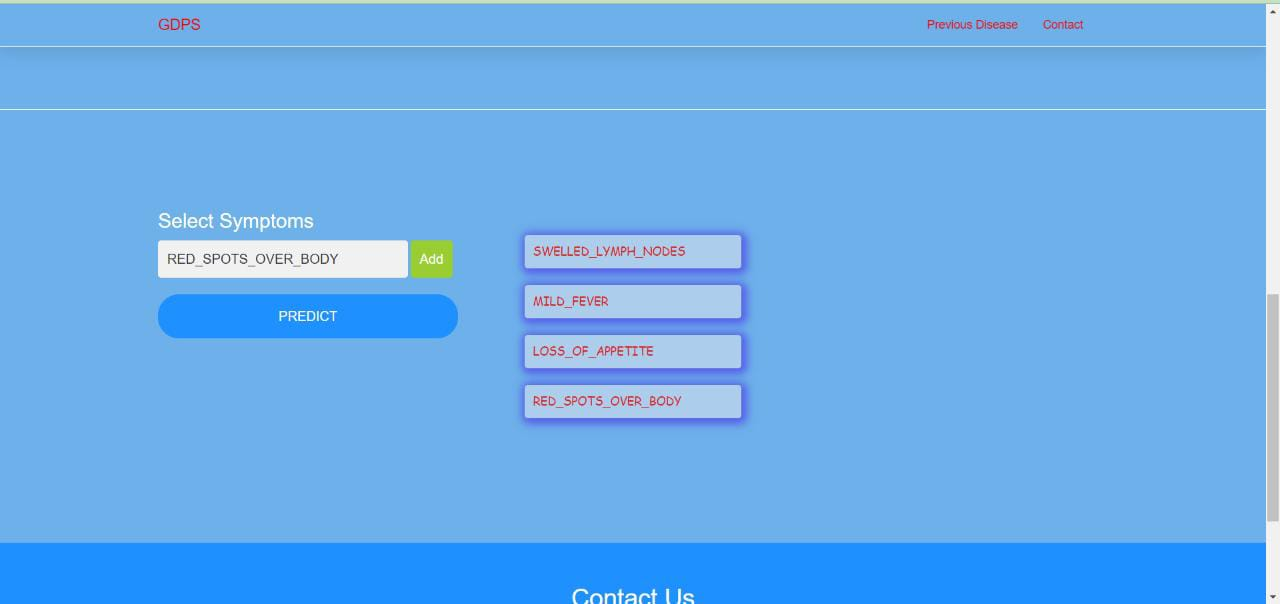 GDPS
Previous Disease
Contact
Select Symptoms
RED_SPOTS_OVER_BODY
Add
PREDICT
SWELLED_LYMPH_NODES
MILD_FEVER
LOSS_OF_APPETITE
RED_SPOTS_OVER_BODY
Contact Us